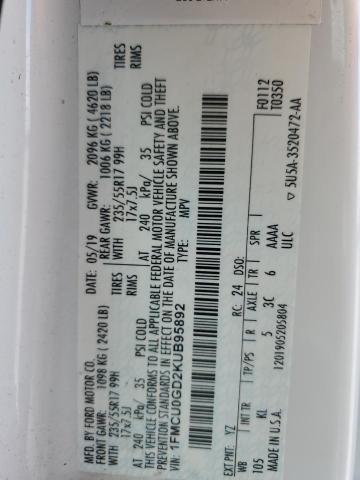 MFD. BY FORD MOTOR CO.
05/19 GVWR: 2096 KG ( 4620 LB)
FRONT GAWR: 1098 KG ( 2420 LB) REAR GAWR: 1006 KG ( 2218 LB)
WITH 235/55R17 99H TIRES WITH 235/55R17 99H TIRES
17x7.5J RIMS 17x7.5J RIMS
AT 240 kPa/ 35 PSI COLD AT 240 kPa/ 35 PSI COLD
THIS VEHICLE CONFORMS TO ALL APPLICABLE FEDERAL MOTOR VEHICLE SAFETY AND THEFT
PREVENTION STANDARDS IN EFFECT ON THE DATE OF MANUFACTURE SHOWN ABOVE.
VIN: 1FMCU0GD2KUB95892 TYPE: MPV
F0112
T0350
EXT PNT: YZ RC: 24 DSO:
WB INT TR TP/PS R AXLE TR SPR
105 KL 5 3C 6 AAAA
ULC
MADE IN U.S.A. 1201905205804
5U5A-3520472-AA